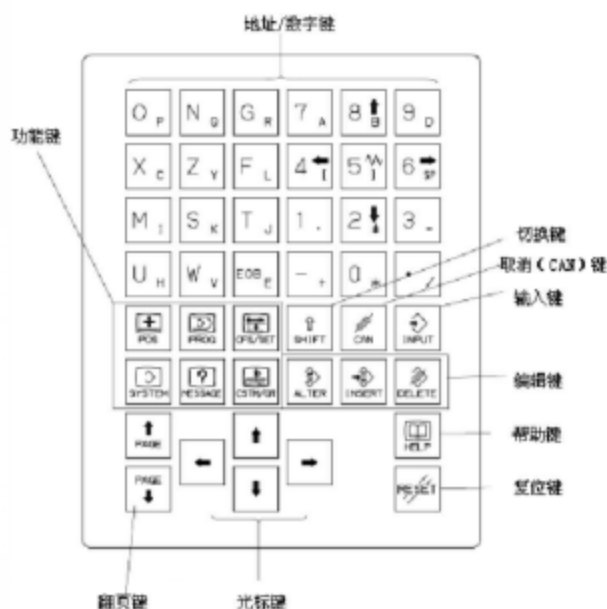 地址/数字键
功能键
O P N Q G R 7 A 8 B 9 D
X C Z Y F L 4 [ 5 ] 6 SP
M I S K T J 1 , 2 # 3 =
U H W V EOB E - + 0 * . /
切换键
取消（CAN）键
输入键
POS PROG OFS/SET SHIFT CAN INPUT
SYSTEM MESSAGE CSTM/GR ALTER INSERT DELETE
编辑键
PAGE HELP
帮助键
PAGE RESET
复位键
翻页键 光标键